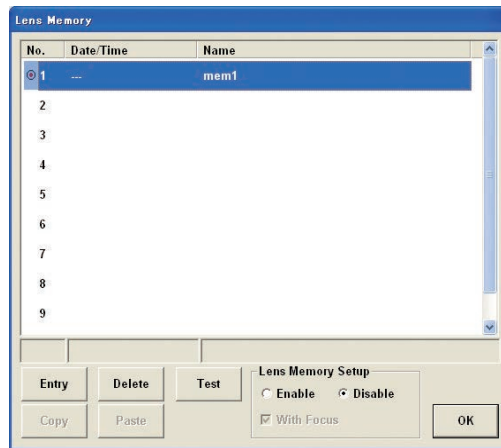 Lens Memory
No. Date/Time Name
1 --- mem1
2
3
4
5
6
7
8
9
Entry Delete Test
Lens Memory Setup
Enable Disable
Copy Paste
With Focus
OK